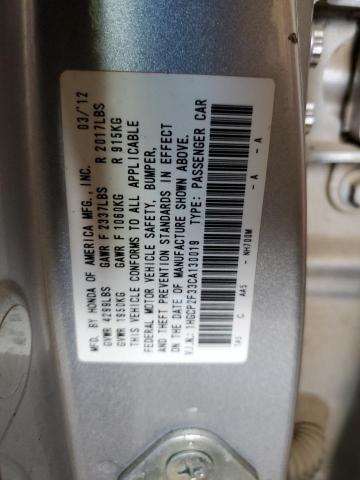 MFD. BY HONDA OF AMERICA MFG., INC. 03/'12
GVWR 4299LBS GAWR F 2337LBS R 2017LBS
GVWR 1950KG GAWR F 1060KG R 915KG
THIS VEHICLE CONFORMS TO ALL APPLICABLE
FEDERAL MOTOR VEHICLE SAFETY, BUMPER,
AND THEFT PREVENTION STANDARDS IN EFFECT
ON THE DATE OF MANUFACTURE SHOWN ABOVE.
V.I.N.: 1HGCP2F33CA130019 TYPE: PASSENGER CAR
C AA5 - NH700M - A - A